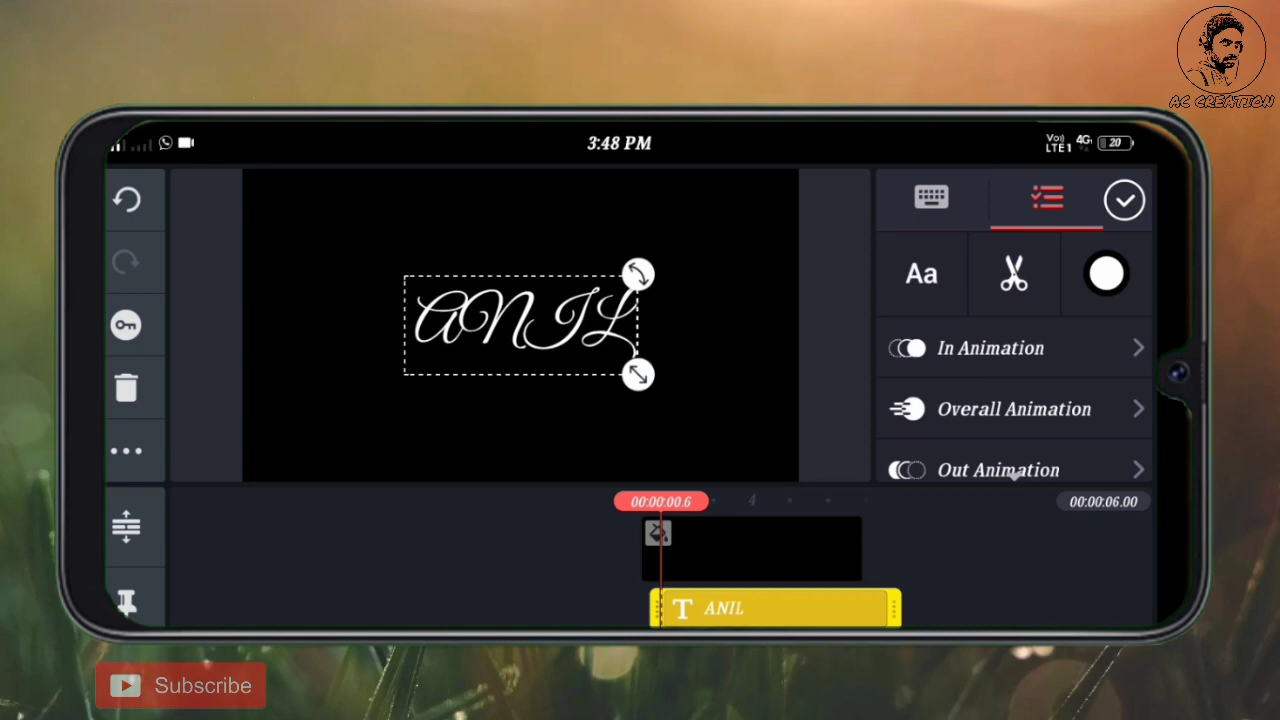 AC CREATION
3:48 PM
Vo))
LTE1
4G
20
ANIL
Aa
In Animation
Overall Animation
Out Animation
00:00:00.6
4
00:00:06.00
T
ANIL
Subscribe